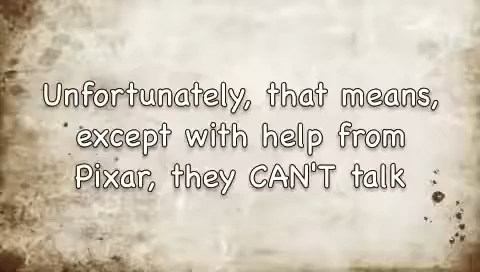 Unfortunately, that means,
except with help from
Pixar, they CAN'T talk